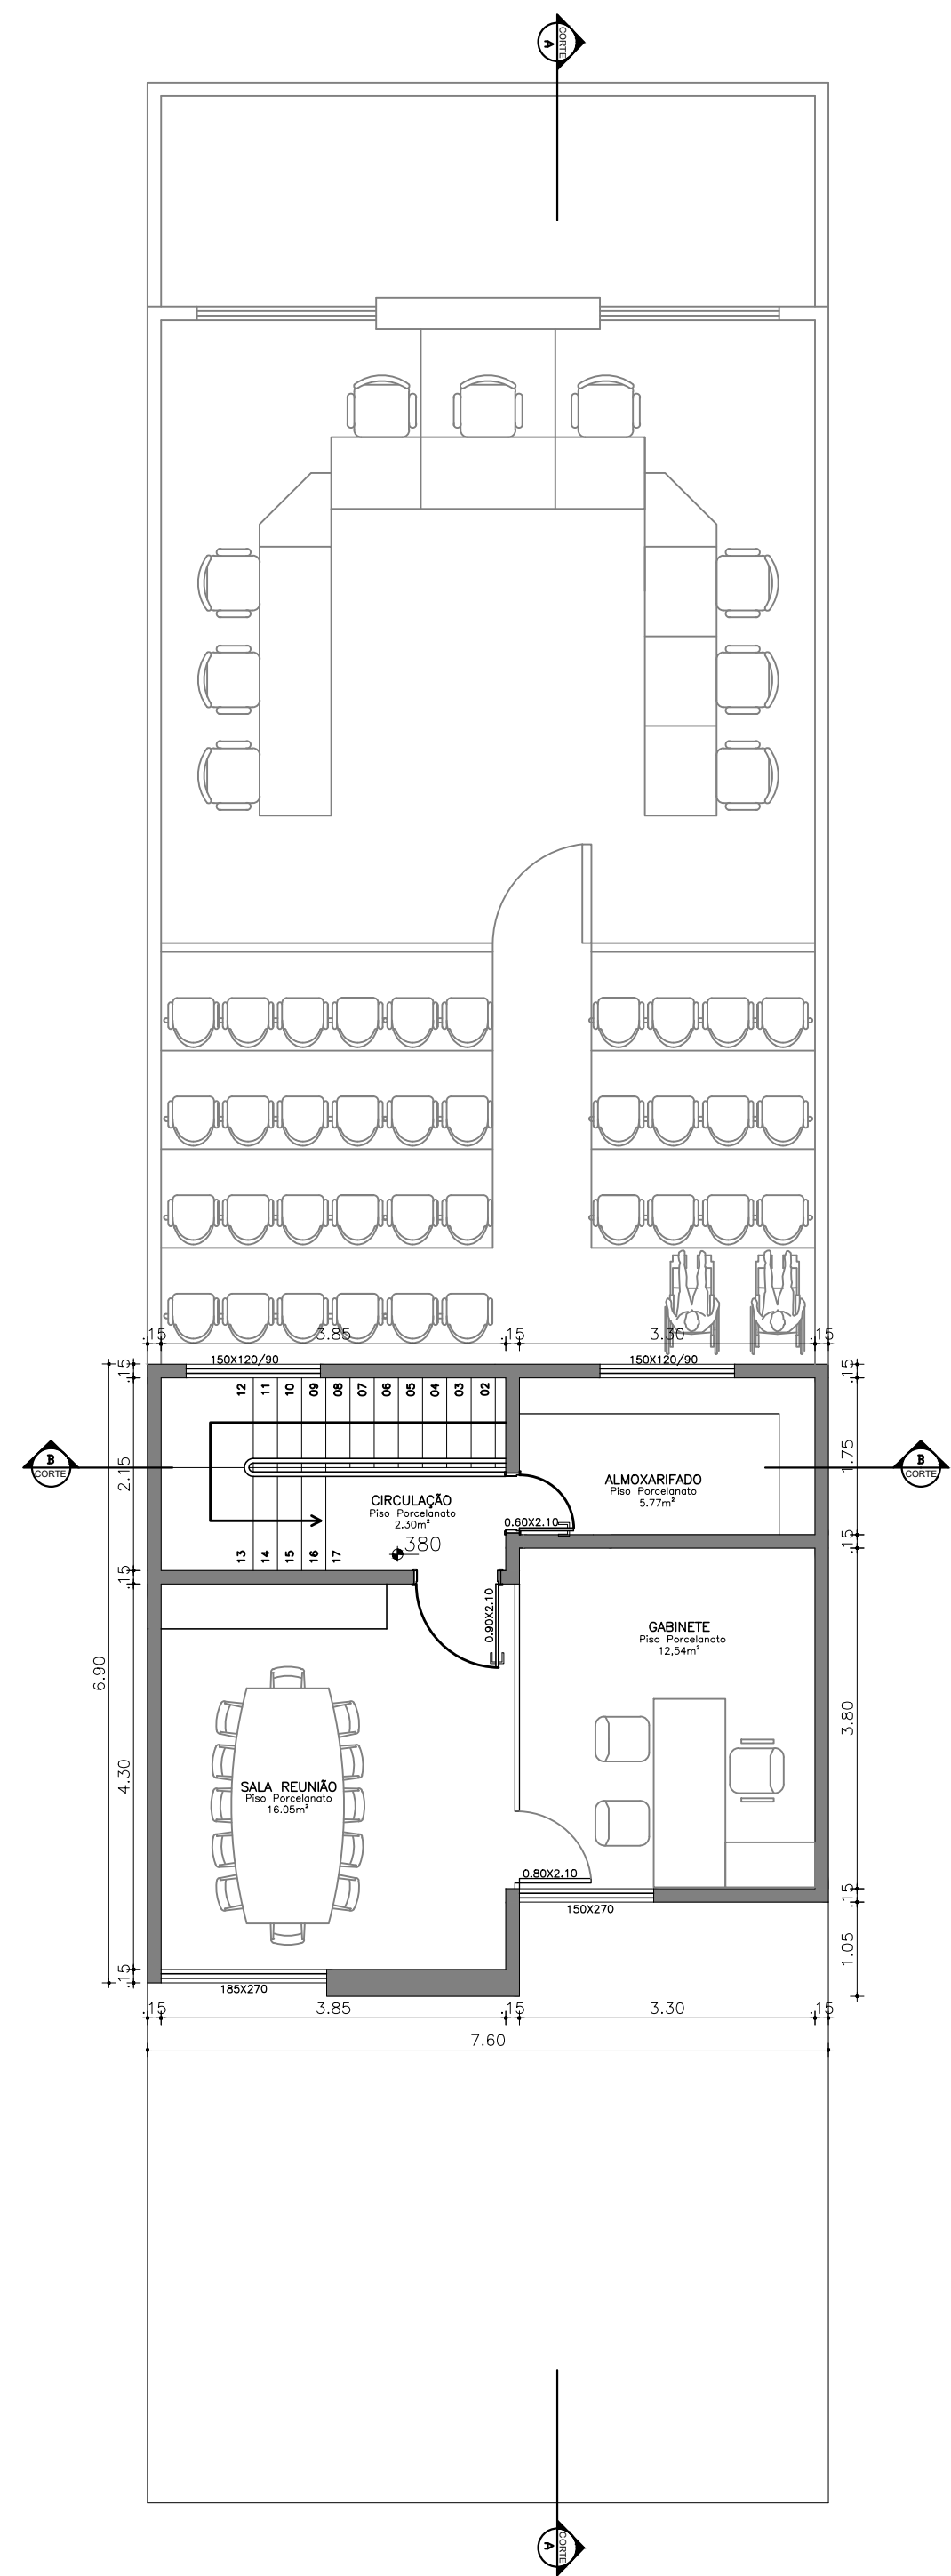 CORTE
A
.15
3.85
.15
3.30
.15
150X120/90
150X120/90
.15
.15
12
11
10
09
08
07
06
05
04
03
02
B
CORTE
2.15
1.75
B
CORTE
ALMOXARIFADO
Piso Porcelanato
5.77m²
CIRCULAÇÃO
Piso Porcelanato
2.30m²
0.60X2.10
380
13
14
15
16
17
.15
.15
0.90X2.10
GABINETE
Piso Porcelanato
12,54m²
6.90
4.30
3.80
SALA REUNIÃO
Piso Porcelanato
16.05m²
0.80X2.10
150X270
.15
1.05
.15
185X270
.15
3.85
.15
3.30
.15
7.60
CORTE
A